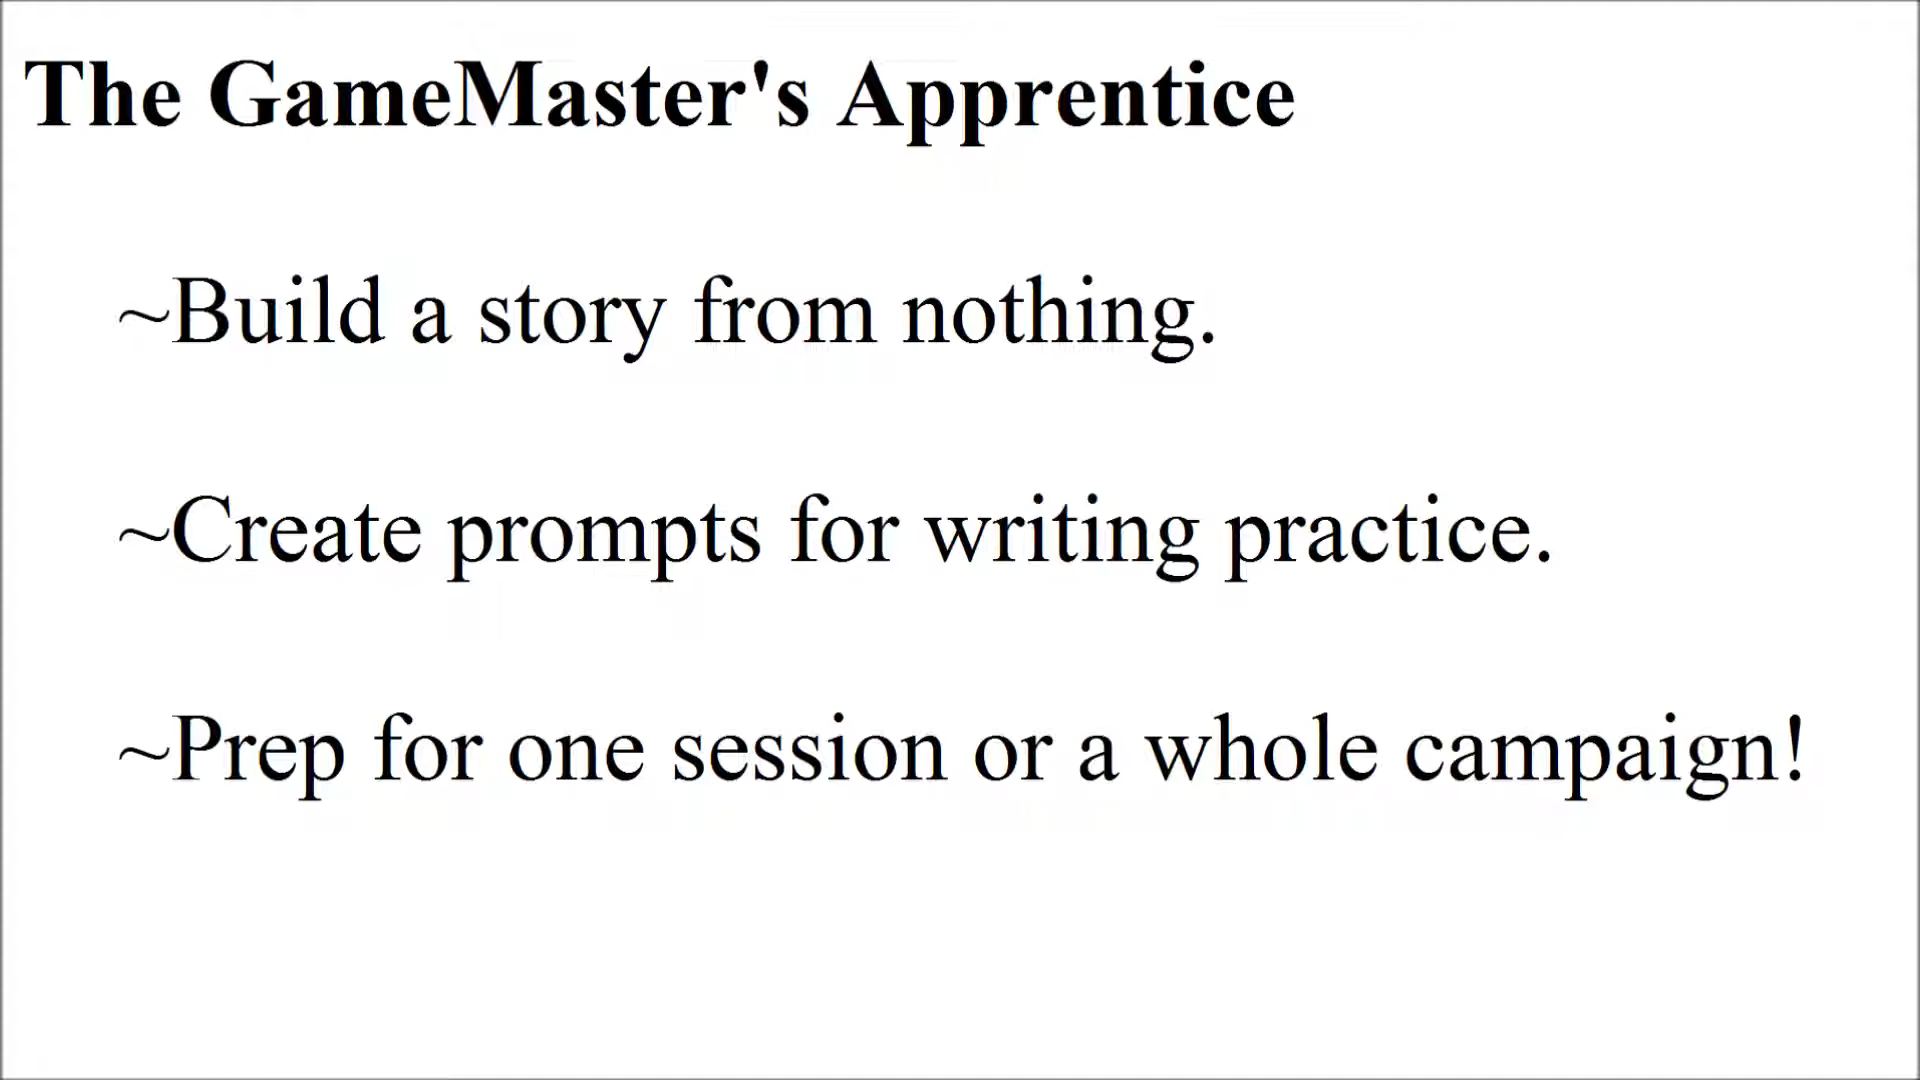 The GameMaster's Apprentice
~Build a story from nothing.
~Create prompts for writing practice.
~Prep for one session or a whole campaign!